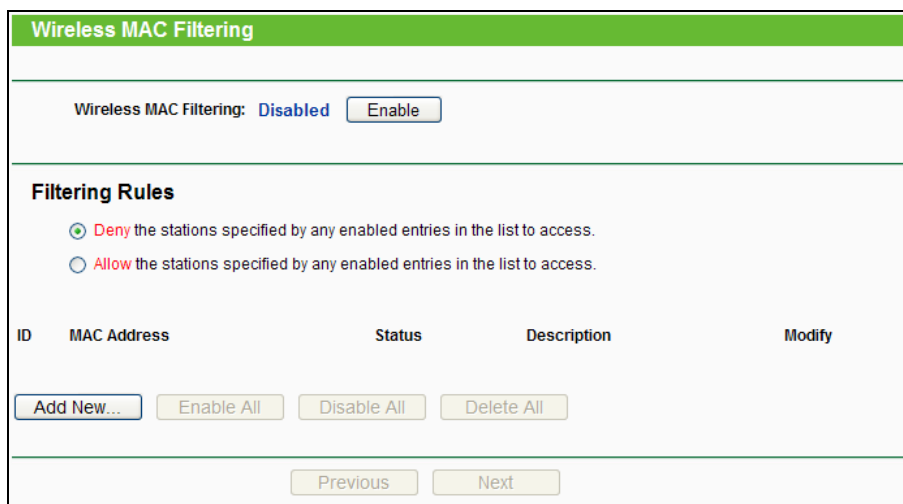 Wireless MAC Filtering
Wireless MAC Filtering: Disabled Enable
Filtering Rules
Deny the stations specified by any enabled entries in the list to access.
Allow the stations specified by any enabled entries in the list to access.
ID MAC Address Status Description Modify
Add New... Enable All Disable All Delete All
Previous Next